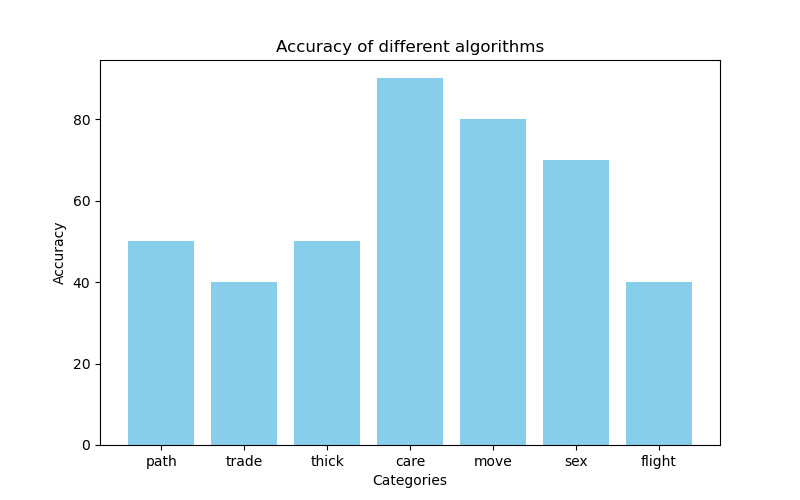 Accuracy of different algorithms
Accuracy
80
60
40
20
0
path trade thick care move sex flight
Categories